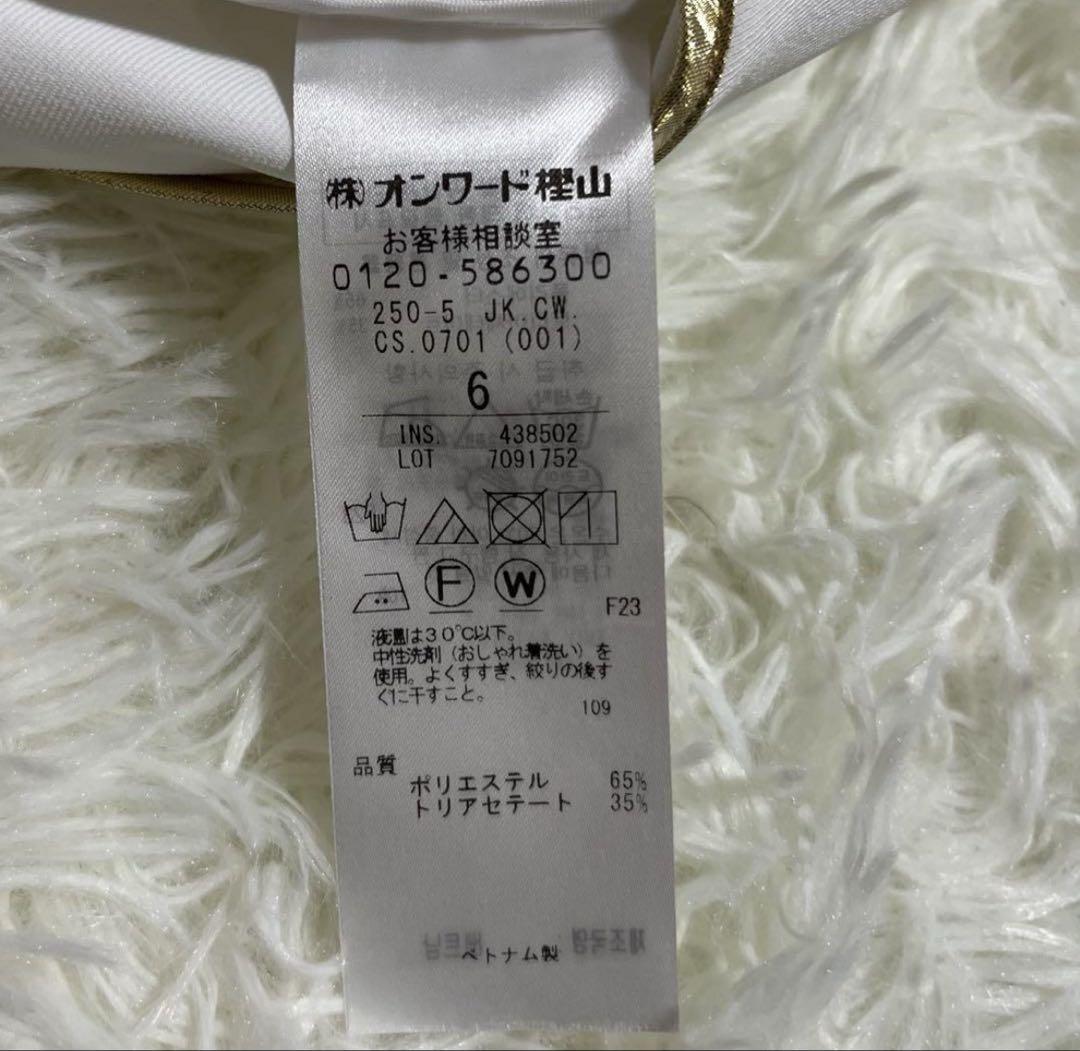 ㈱オンワード樫山
お客様相談室
0120-586300
250-5 JK.CW.
CS.0701(001)
6
INS. 438502
LOT 7091752
F W
F23
液温は30℃以下。
中性洗剤(おしゃれ着洗い)を
使用。よくすすぎ、絞りの後す
ぐに干すこと。
109
品質
ポリエステル 65%
トリアセテート 35%
ベトナム製